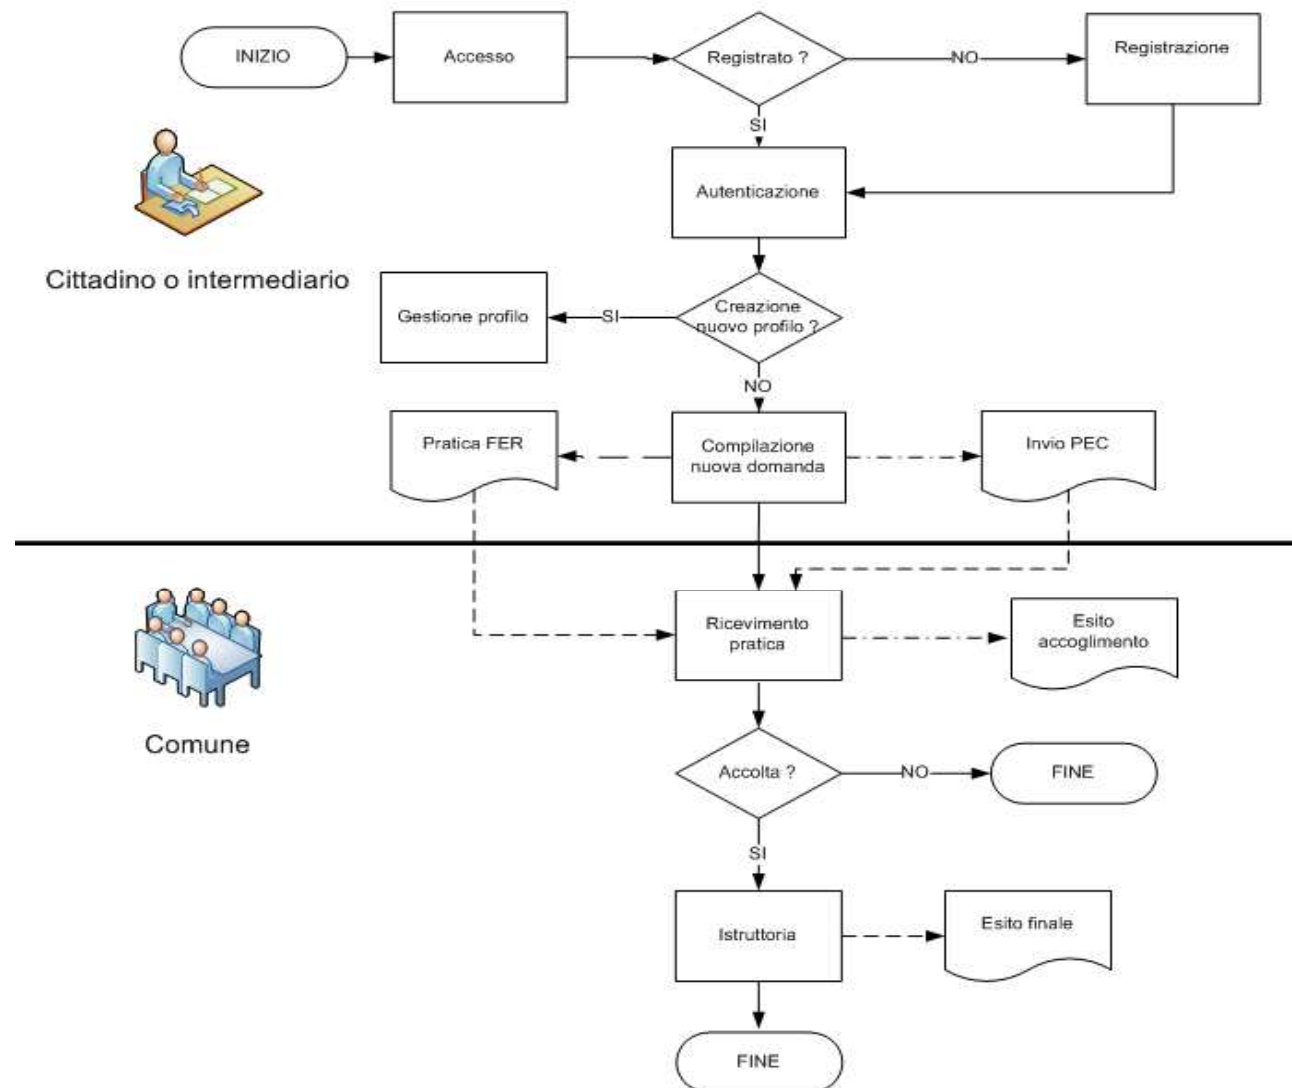 INIZIO
Accesso
Registrato ?
NO
Registrazione
SI
Autenticazione
Cittadino o intermediario
Gestione profilo
SI
Creazione
nuovo profilo ?
NO
Pratica FER
Compilazione
nuova domanda
Invio PEC
Ricevimento
pratica
Esito
accoglimento
Comune
Accolta ?
NO
FINE
SI
Istruttoria
Esito finale
FINE